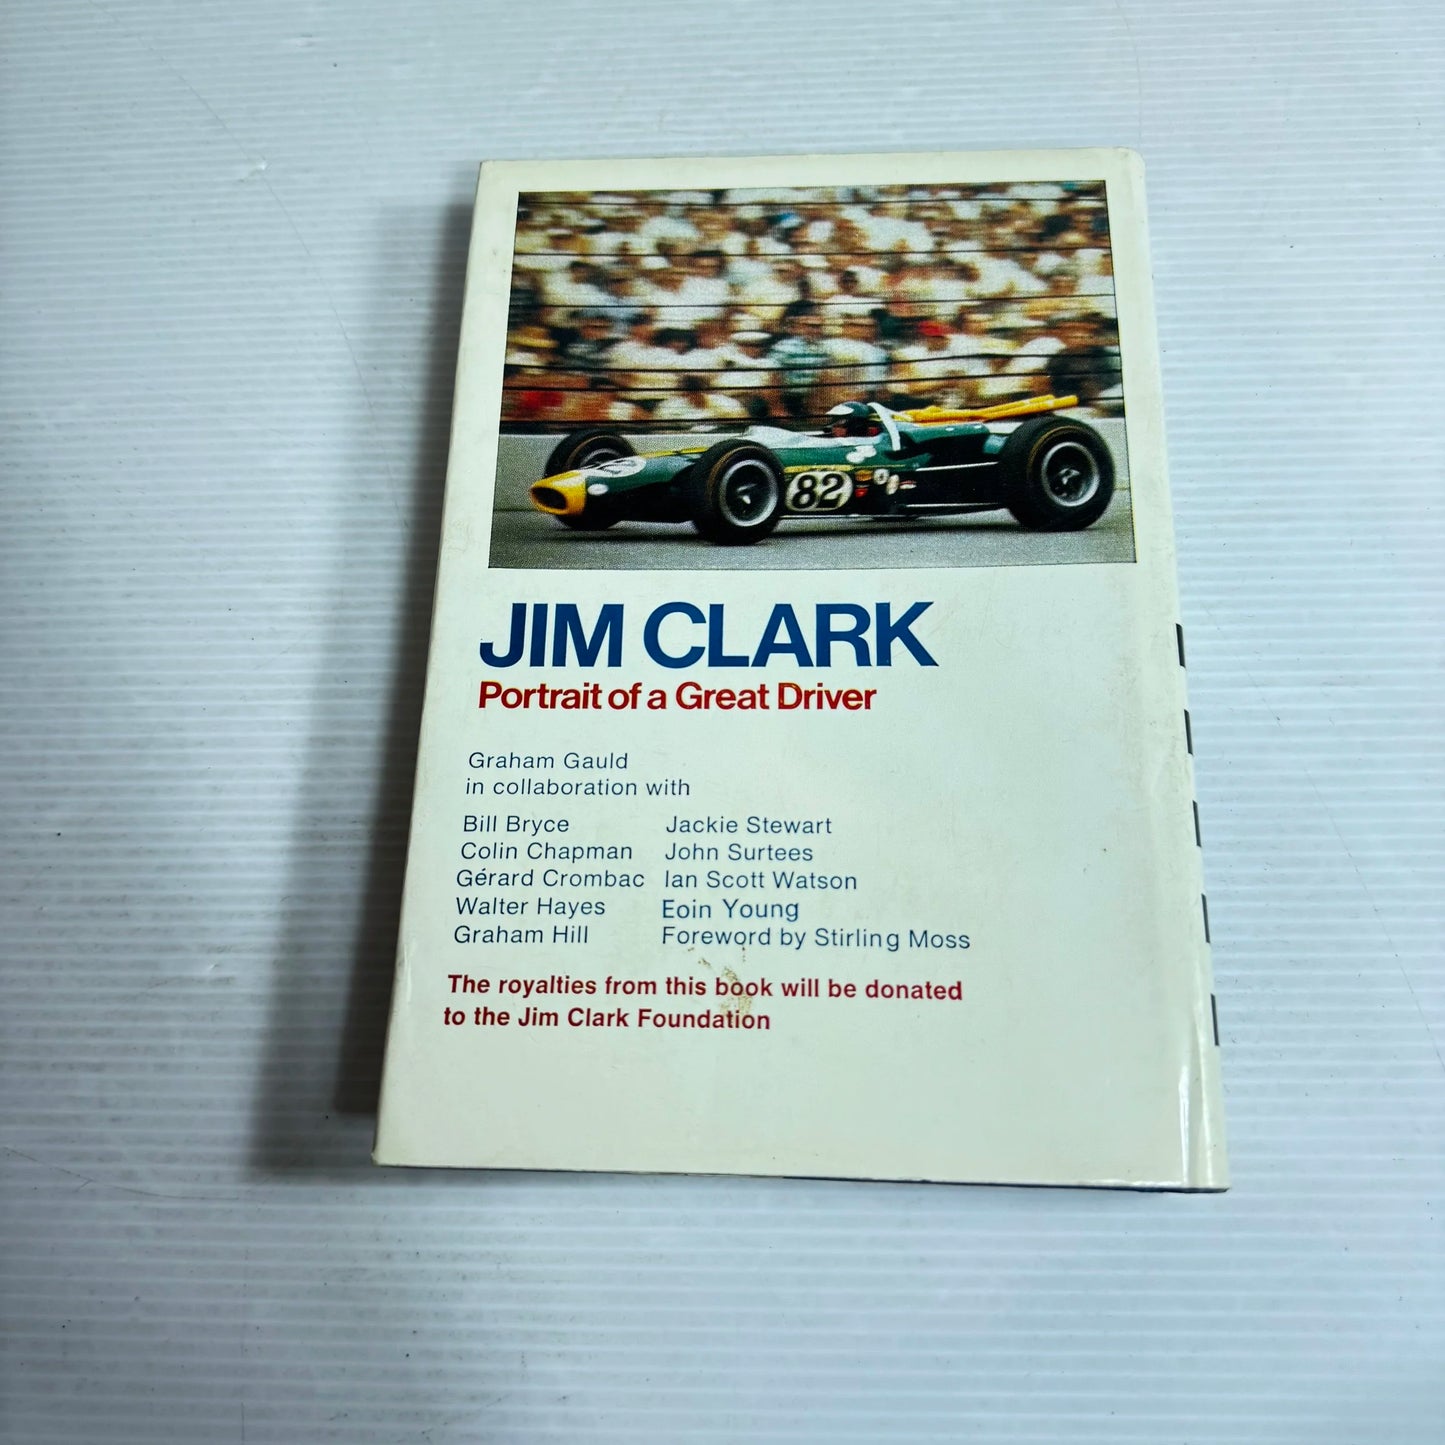 82
JIM CLARK
Portrait of a Great Driver
Graham Gauld
in collaboration with
Bill Bryce
Colin Chapman
Gérard Crombac
Walter Hayes
Graham Hill
Jackie Stewart
John Surtees
Ian Scott Watson
Eoin Young
Foreword by Stirling Moss
The royalties from this book will be donated
to the Jim Clark Foundation